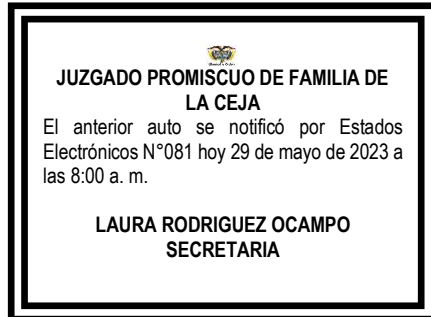 JUZGADO PROMISCUO DE FAMILIA DE
LA CEJA
El anterior auto se notificó por Estados
Electrónicos N°081 hoy 29 de mayo de 2023 a
las 8:00 a. m.
LAURA RODRIGUEZ OCAMPO
SECRETARIA